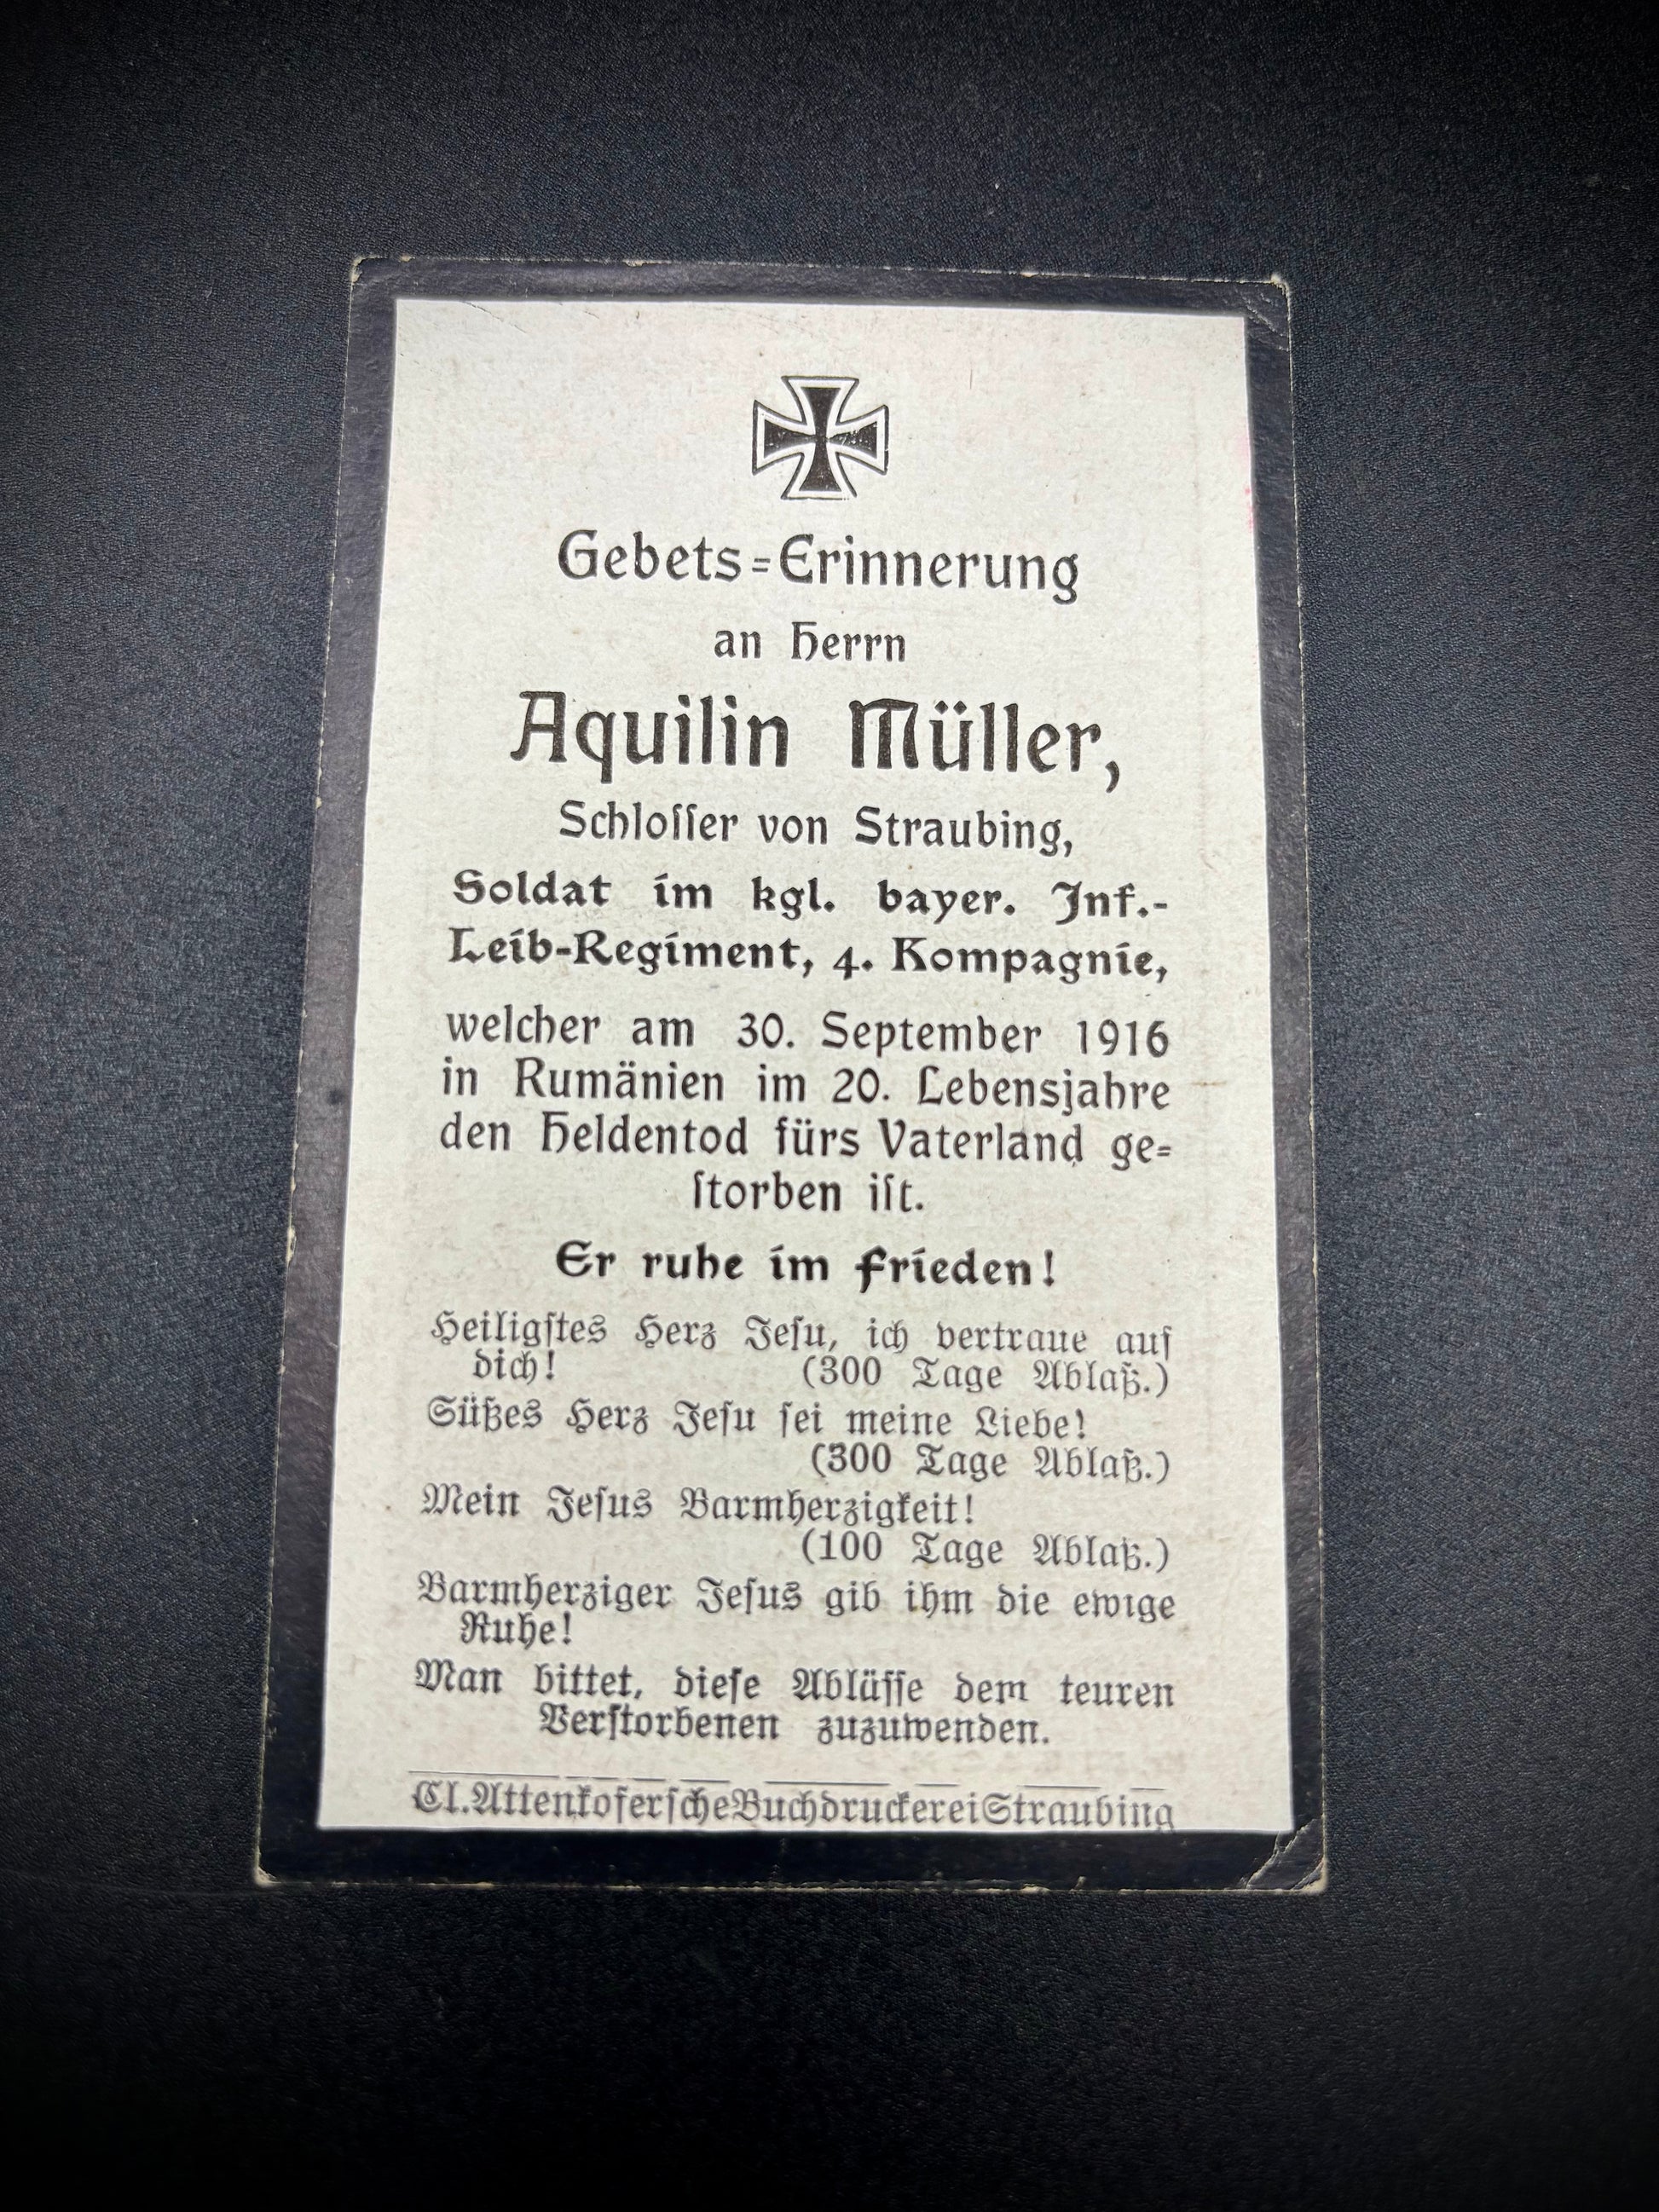 Gebets=Erinnerung
an Herrn
Aquilin Müller,
Schloſſer von Straubing,
Soldat im kgl. bayer. Inf.-
Leib-Regiment, 4. Kompagnie,
welcher am 30. September 1916
in Rumänien im 20. Lebensjahre
den Heldentod fürs Vaterland ge=
ſtorben iſt.
Er ruhe im Frieden!
Heiligſtes Herz Jeſu, ich vertraue auf
dich! (300 Tage Ablaß.)
Süßes Herz Jeſu ſei meine Liebe!
(300 Tage Ablaß.)
Mein Jeſus Barmherzigkeit!
(100 Tage Ablaß.)
Barmherziger Jeſus gib ihm die ewige
Ruhe!
Man bittet, dieſe Abläſſe dem teuren
Verſtorbenen zuzuwenden.
Cl. Attenkoferſche Buchdruckerei Straubing